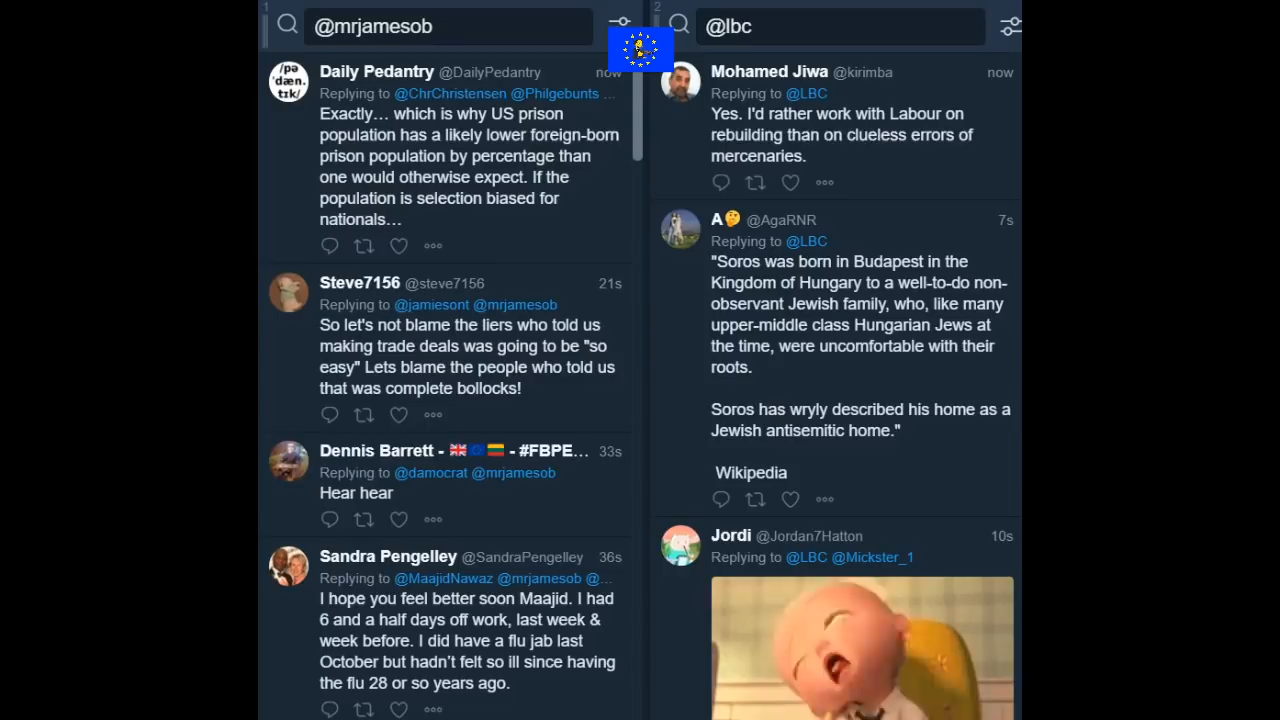 1
@mrjamesob
/pə
ˈdæn.
tɪk/
Daily Pedantry @DailyPedantry now
Replying to @ChrChristensen @Philgebunts ...
Exactly… which is why US prison
population has a likely lower foreign-born
prison population by percentage than
one would otherwise expect. If the
population is selection biased for
nationals…
Steve7156 @steve7156 21s
Replying to @jamiesont @mrjamesob
So let's not blame the liers who told us
making trade deals was going to be "so
easy" Lets blame the people who told us
that was complete bollocks!
Dennis Barrett - 🇬🇧🇪🇺🇱🇹 - #FBPE... 33s
Replying to @damocrat @mrjamesob
Hear hear
Sandra Pengelley @SandraPengelley 36s
Replying to @MaajidNawaz @mrjamesob @...
I hope you feel better soon Maajid. I had
6 and a half days off work, last week &
week before. I did have a flu jab last
October but hadn't felt so ill since having
the flu 28 or so years ago.
2
@lbc
Mohamed Jiwa @kirimba now
Replying to @LBC
Yes. I'd rather work with Labour on
rebuilding than on clueless errors of
mercenaries.
A🤔 @AgaRNR 7s
Replying to @LBC
"Soros was born in Budapest in the
Kingdom of Hungary to a well-to-do non-
observant Jewish family, who, like many
upper-middle class Hungarian Jews at
the time, were uncomfortable with their
roots.
Soros has wryly described his home as a
Jewish antisemitic home."
Wikipedia
Jordi @Jordan7Hatton 10s
Replying to @LBC @Mickster_1